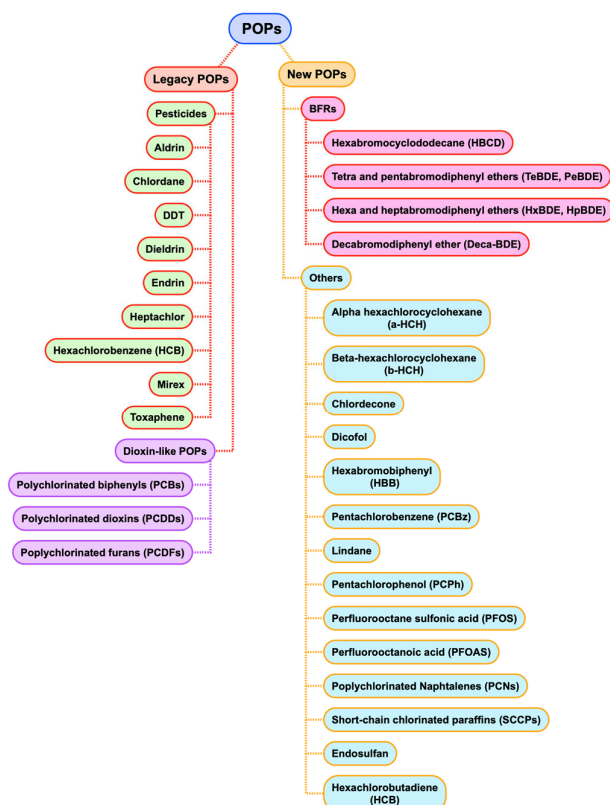 POPs
Legacy POPs
Pesticides
Aldrin
Chlordane
DDT
Dieldrin
Endrin
Heptachlor
Hexachlorobenzene (HCB)
Mirex
Toxaphene
Dioxin-like POPs
Polychlorinated biphenyls (PCBs)
Polychlorinated dioxins (PCDDs)
Poplychlorinated furans (PCDFs)
New POPs
BFRs
Hexabromocyclododecane (HBCD)
Tetra and pentabromodiphenyl ethers (TeBDE, PeBDE)
Hexa and heptabromodiphenyl ethers (HxBDE, HpBDE)
Decabromodiphenyl ether (Deca-BDE)
Others
Alpha hexachlorocyclohexane
(a-HCH)
Beta-hexachlorocyclohexane
(b-HCH)
Chlordecone
Dicofol
Hexabromobiphenyl
(HBB)
Pentachlorobenzene (PCBz)
Lindane
Pentachlorophenol (PCPh)
Perfluorooctane sulfonic acid (PFOS)
Perfluorooctanoic acid (PFOAS)
Poplychlorinated Naphtalenes (PCNs)
Short-chain chlorinated paraffins (SCCPs)
Endosulfan
Hexachlorobutadiene
(HCB)